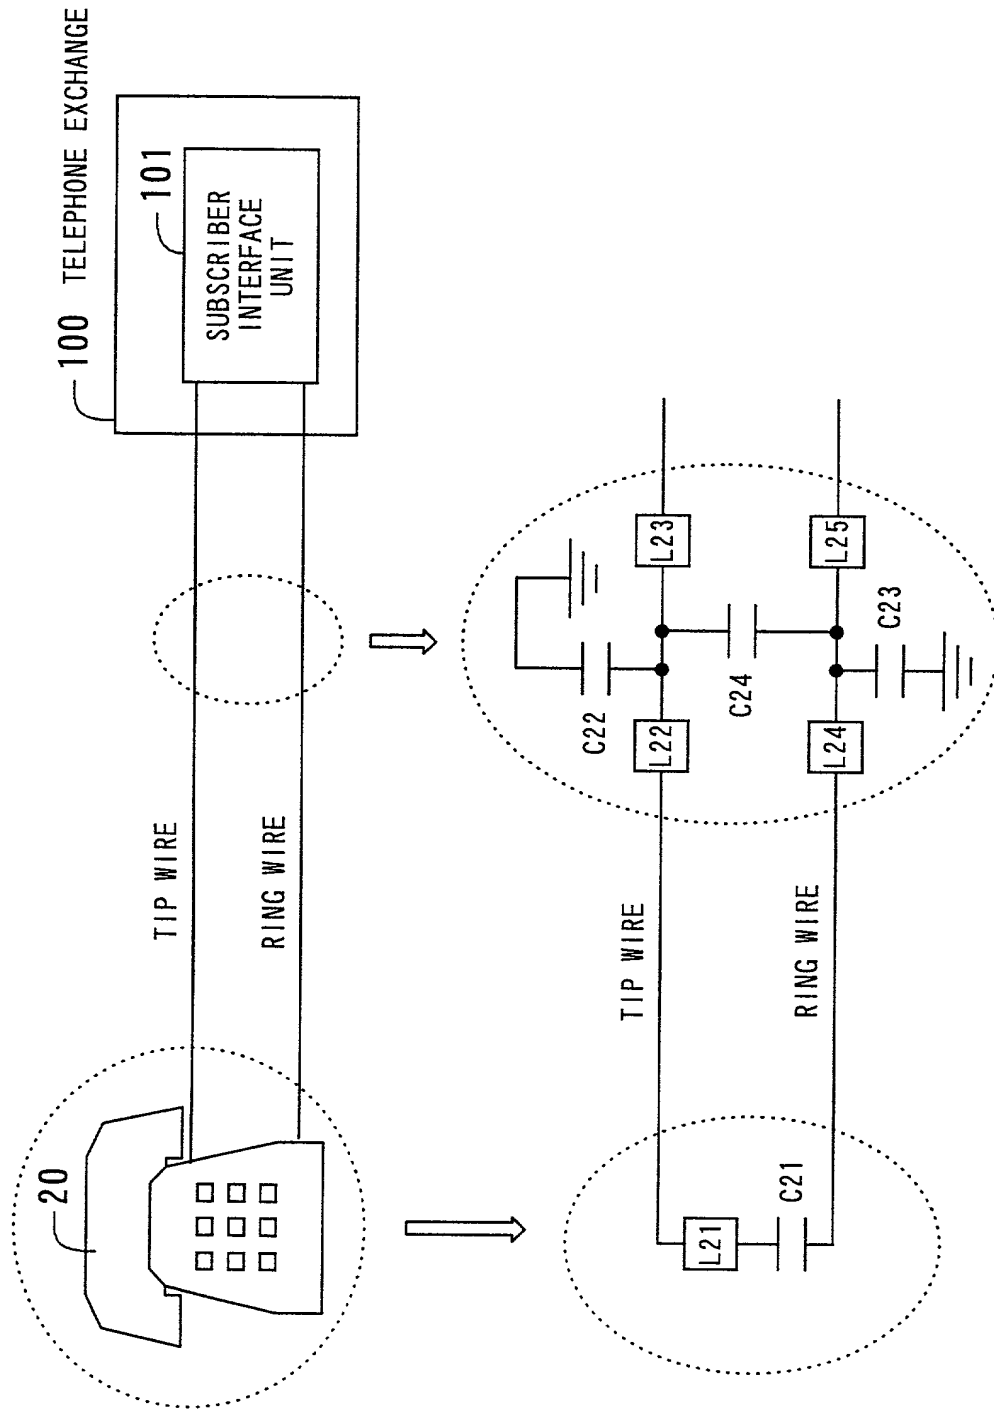 100 TELEPHONE EXCHANGE
101
SUBSCRIBER
INTERFACE
UNIT
20
TIP WIRE
RING WIRE
TIP WIRE
RING WIRE
L21
C21
C22
L22
L23
C24
L24
L25
C23